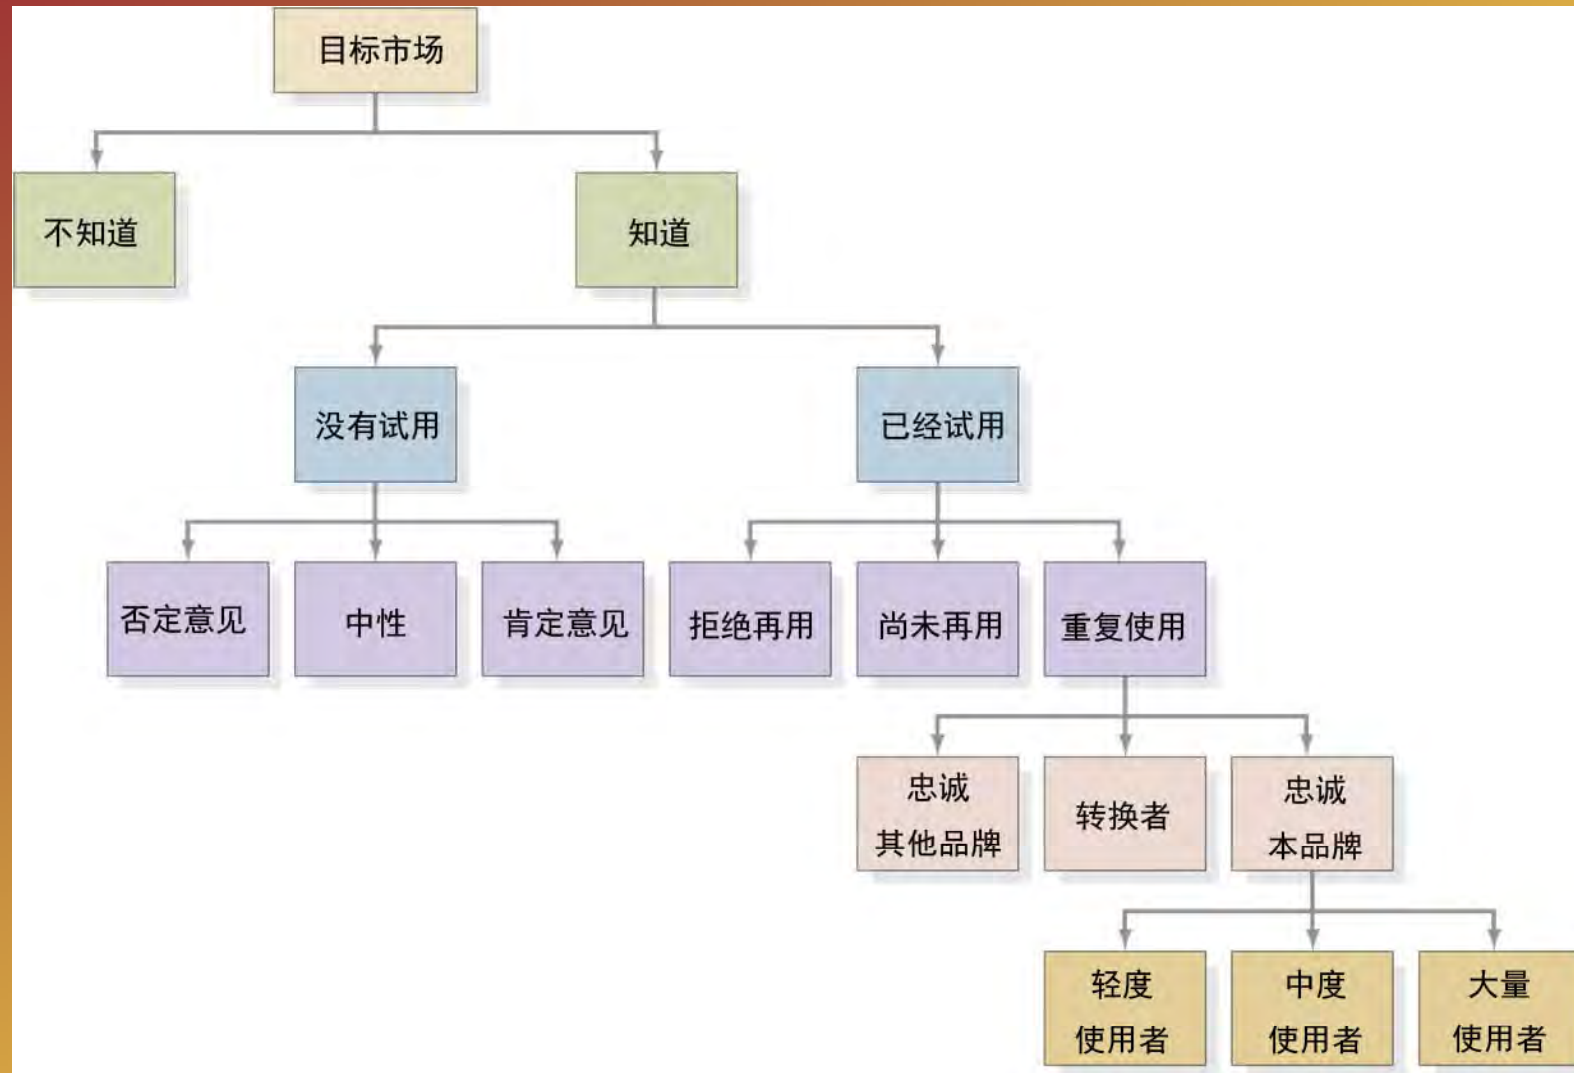 目标市场
不知道
知道
没有试用
已经试用
否定意见
中性
肯定意见
拒绝再用
尚未再用
重复使用
忠诚
其他品牌
转换者
忠诚
本品牌
轻度
使用者
中度
使用者
大量
使用者